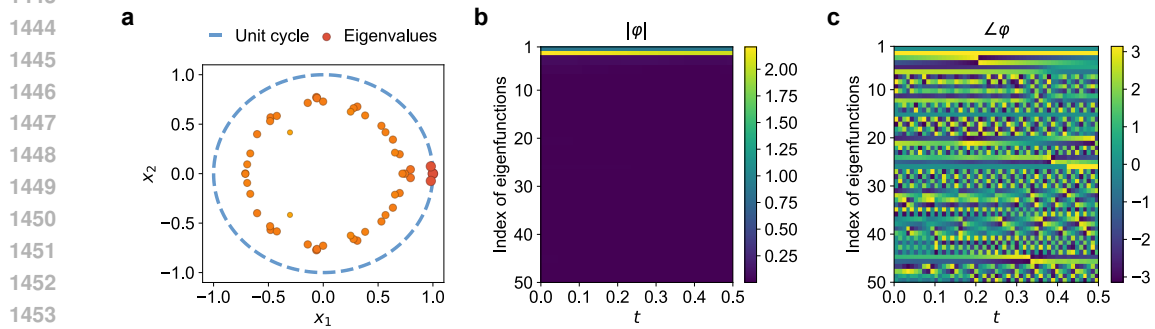 1443
1444
1445
1446
1447
1448
1449
1450
1451
1452
1453
a
Unit cycle
Eigenvalues
1.0
0.5
0.0
−0.5
−1.0
x2
−1.0 −0.5 0.0 0.5 1.0
x1
b
|φ|
1
10
20
30
40
50
Index of eigenfunctions
0.0 0.1 0.2 0.3 0.4 0.5
t
2.00
1.75
1.50
1.25
1.00
0.75
0.50
0.25
c
∠φ
1
10
20
30
40
50
Index of eigenfunctions
0.0 0.1 0.2 0.3 0.4 0.5
t
3
2
1
0
−1
−2
−3